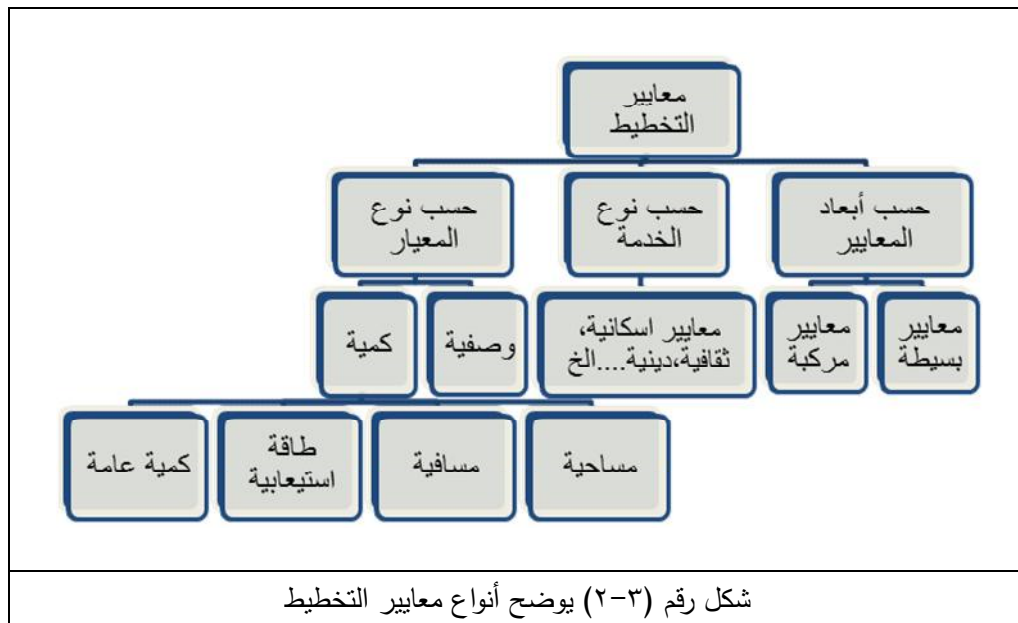 معايير
التخطيط
حسب أبعاد
المعايير
حسب نوع
الخدمة
حسب نوع
المعيار
معايير
بسيطة
معايير
مركبة
معايير اسكانية،
ثقافية،دينية....الخ
وصفية
كمية
مساحية
مسافية
طاقة
استيعابية
كمية عامة
شكل رقم (٣-٢) يوضح أنواع معايير التخطيط